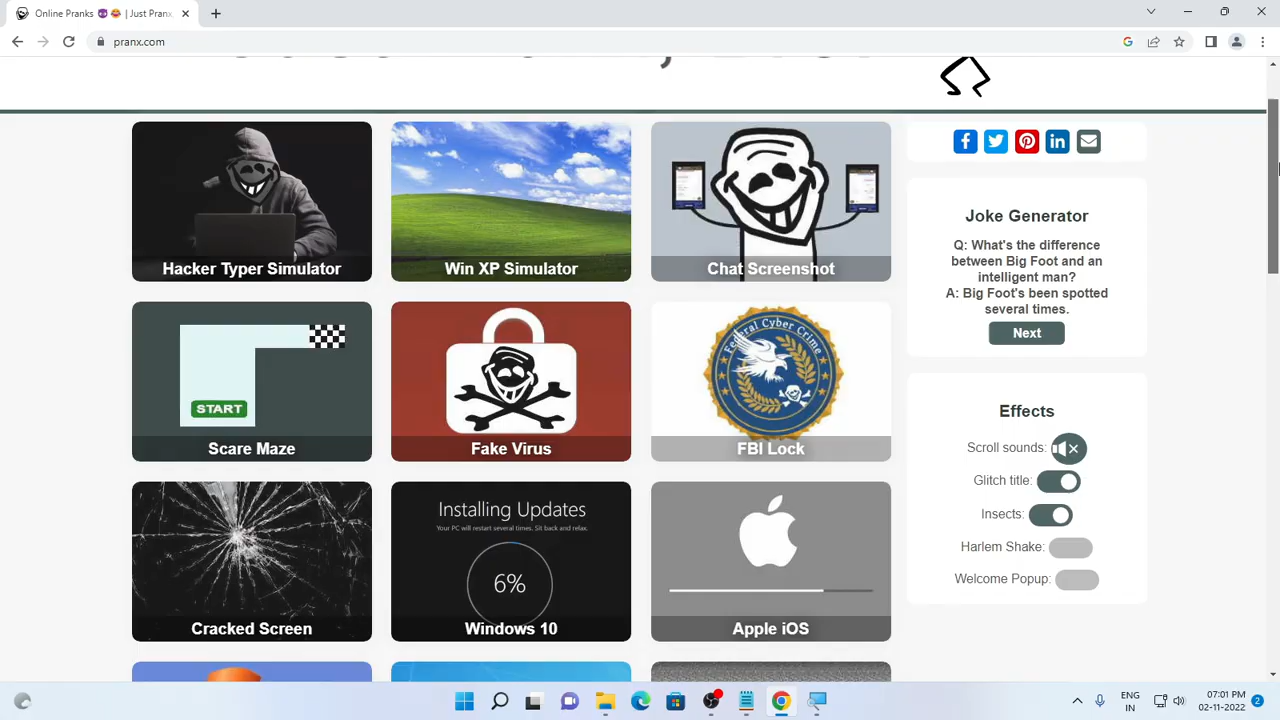 Online Pranks 😈😂 | Just Pranx.
pranx.com
Hacker Typer Simulator
Win XP Simulator
Chat Screenshot
START
Scare Maze
Fake Virus
Federal Cyber Crime
FBI Lock
Cracked Screen
Installing Updates
Your PC will restart several times. Sit back and relax.
6%
Windows 10
Apple iOS
Joke Generator
Q: What's the difference
between Big Foot and an
intelligent man?
A: Big Foot's been spotted
several times.
Next
Effects
Scroll sounds:
Glitch title:
Insects:
Harlem Shake:
Welcome Popup:
ENG
IN
07:01 PM
02-11-2022
2